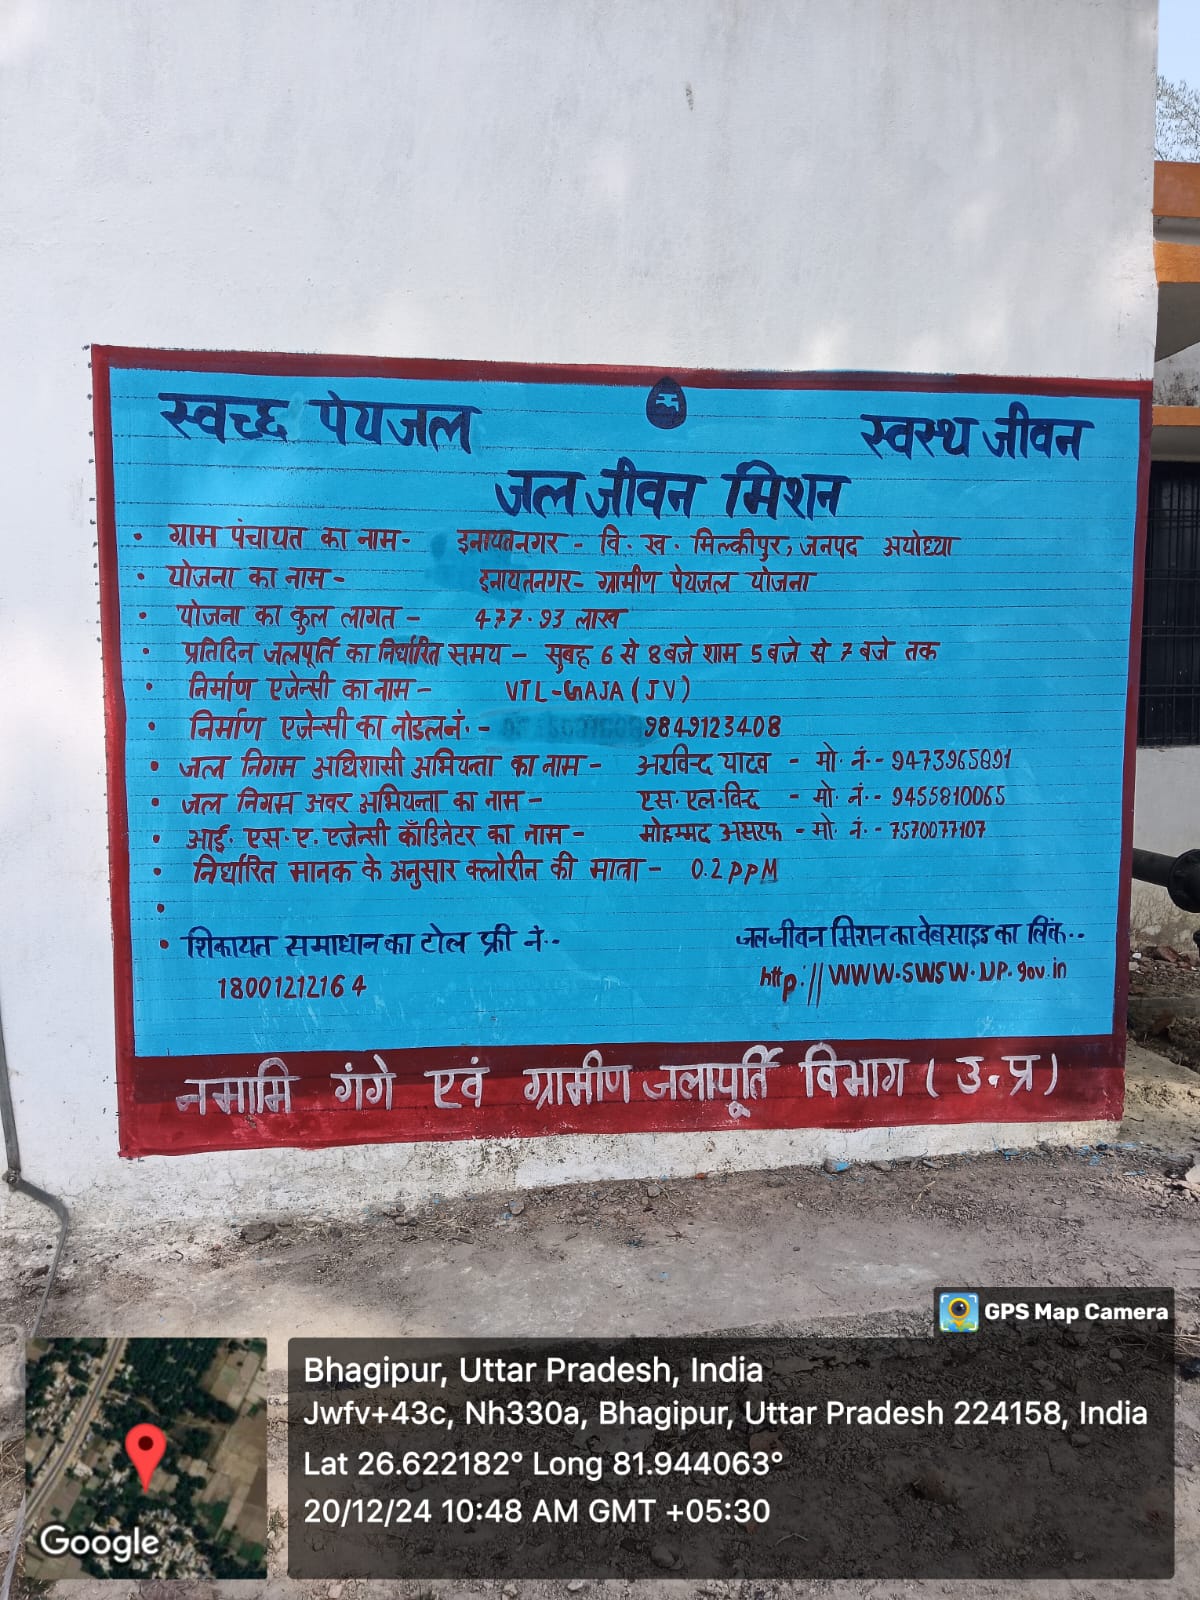 स्वच्छ पेयजल
स्वस्थ जीवन
जल जीवन मिशन
• ग्राम पंचायत का नाम- इनायतनगर - वि. ख. मिल्कीपुर, जनपद अयोध्या
• योजना का नाम- इनायतनगर- ग्रामीण पेयजल योजना
• योजना का कुल लागत - 477.93 लाख
• प्रतिदिन जलपूर्ति का निर्धारित समय - सुबह 6 से 8 बजे शाम 5 बजे से 7 बजे तक
• निर्माण एजेन्सी का नाम - VTL-GAJA (JV)
• निर्माण एजेन्सी का नोडल नं. - 9849123408
• जल निगम अधिशासी अभियन्ता का नाम - अरविन्द यादव - मो. नं.- 9473965891
• जल निगम अवर अभियन्ता का नाम - एस. एल. विन्द - मो. नं.- 9455810065
• आई. एस. ए. एजेन्सी कॉडिनेटर का नाम - मोहम्मद असरफ - मो. नं. - 7570077107
• निर्धारित मानक के अनुसार क्लोरीन की मात्रा - 0.2 PPM
•
• शिकायत समाधान का टोल फ्री नं..
18001212164
जल जीवन मिशन का वेबसाइड का लिंक..
http://www.swsw.up.gov.in
नमामि गंगे एवं ग्रामीण जलापूर्ति विभाग ( उ.प्र)
GPS Map Camera
Bhagipur, Uttar Pradesh, India
Jwfv+43c, Nh330a, Bhagipur, Uttar Pradesh 224158, India
Lat 26.622182° Long 81.944063°
20/12/24 10:48 AM GMT +05:30
Google